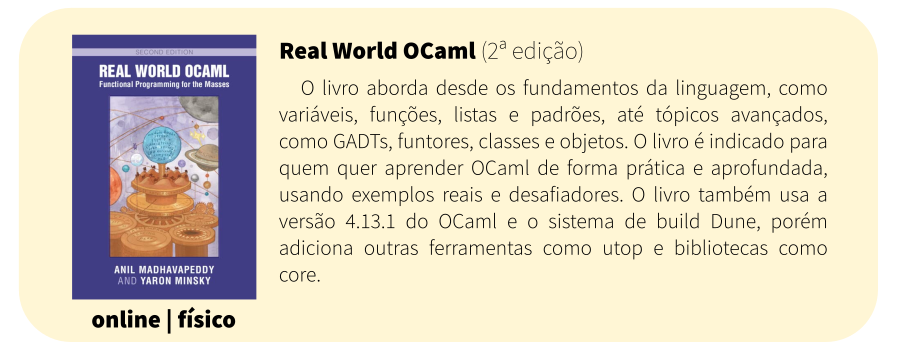 SECOND EDITION
REAL WORLD OCAML
Functional Programming for the Masses
ANIL MADHAVAPEDDY
AND YARON MINSKY
online | físico
Real World OCaml (2ª edição)
O livro aborda desde os fundamentos da linguagem, como
variáveis, funções, listas e padrões, até tópicos avançados,
como GADTs, funtores, classes e objetos. O livro é indicado para
quem quer aprender OCaml de forma prática e aprofundada,
usando exemplos reais e desafiadores. O livro também usa a
versão 4.13.1 do OCaml e o sistema de build Dune, porém
adiciona outras ferramentas como utop e bibliotecas como
core.